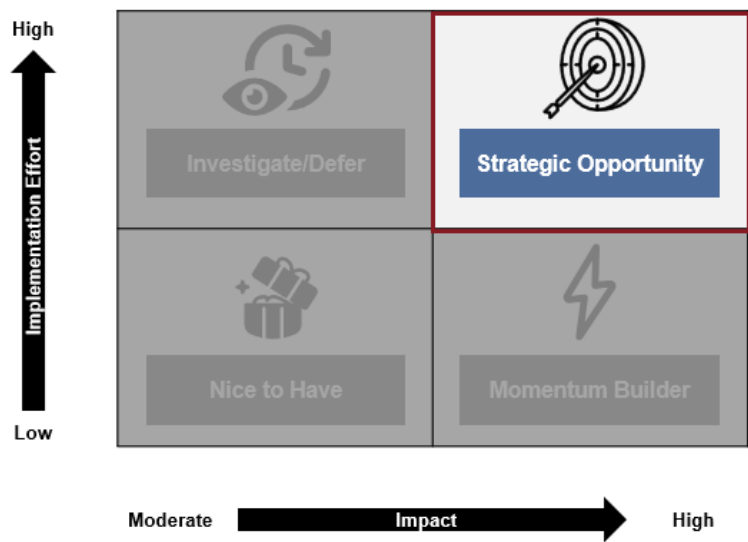 High
Investigate/Defer
Strategic Opportunity
Implementation Effort
Nice to Have
Momentum Builder
Low
Moderate
Impact
High